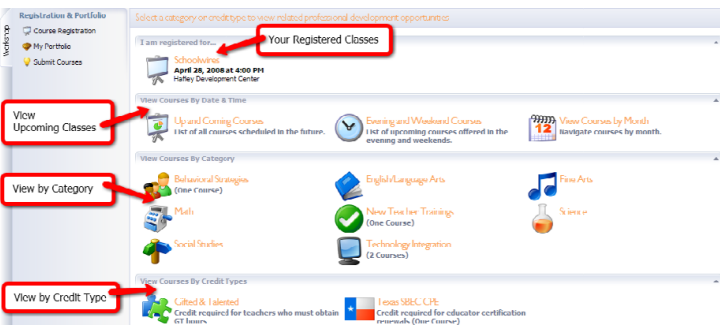 Registration & Portfolio
Course Registration
My Portfolio
Submit Courses
Workshop
Select a category or credit type to view related professional development opportunities
I am registered for...
Your Registered Classes
Schoolwires
April 28, 2008 at 4:00 PM
Haffey Development Center
View Courses By Date & Time
View
Upcoming Classes
Up and Coming Courses
List of all courses scheduled in the future.
Evening and Weekend Courses
List of upcoming courses offered in the
evening and weekends.
12
View Courses by Month
Navigate courses by month.
View Courses By Category
View by Category
Behavioral Strategies
(One Course)
English/Language Arts
Fine Arts
Math
New Teacher Trainings
(One Course)
Science
Social Studies
Technology Integration
(2 Courses)
View Courses By Credit Types
View by Credit Type
Gifted & Talented
Credit required for teachers who must obtain
GT hours
Texas SBEC CPE
Credit required for educator certification
renewals (One Course)